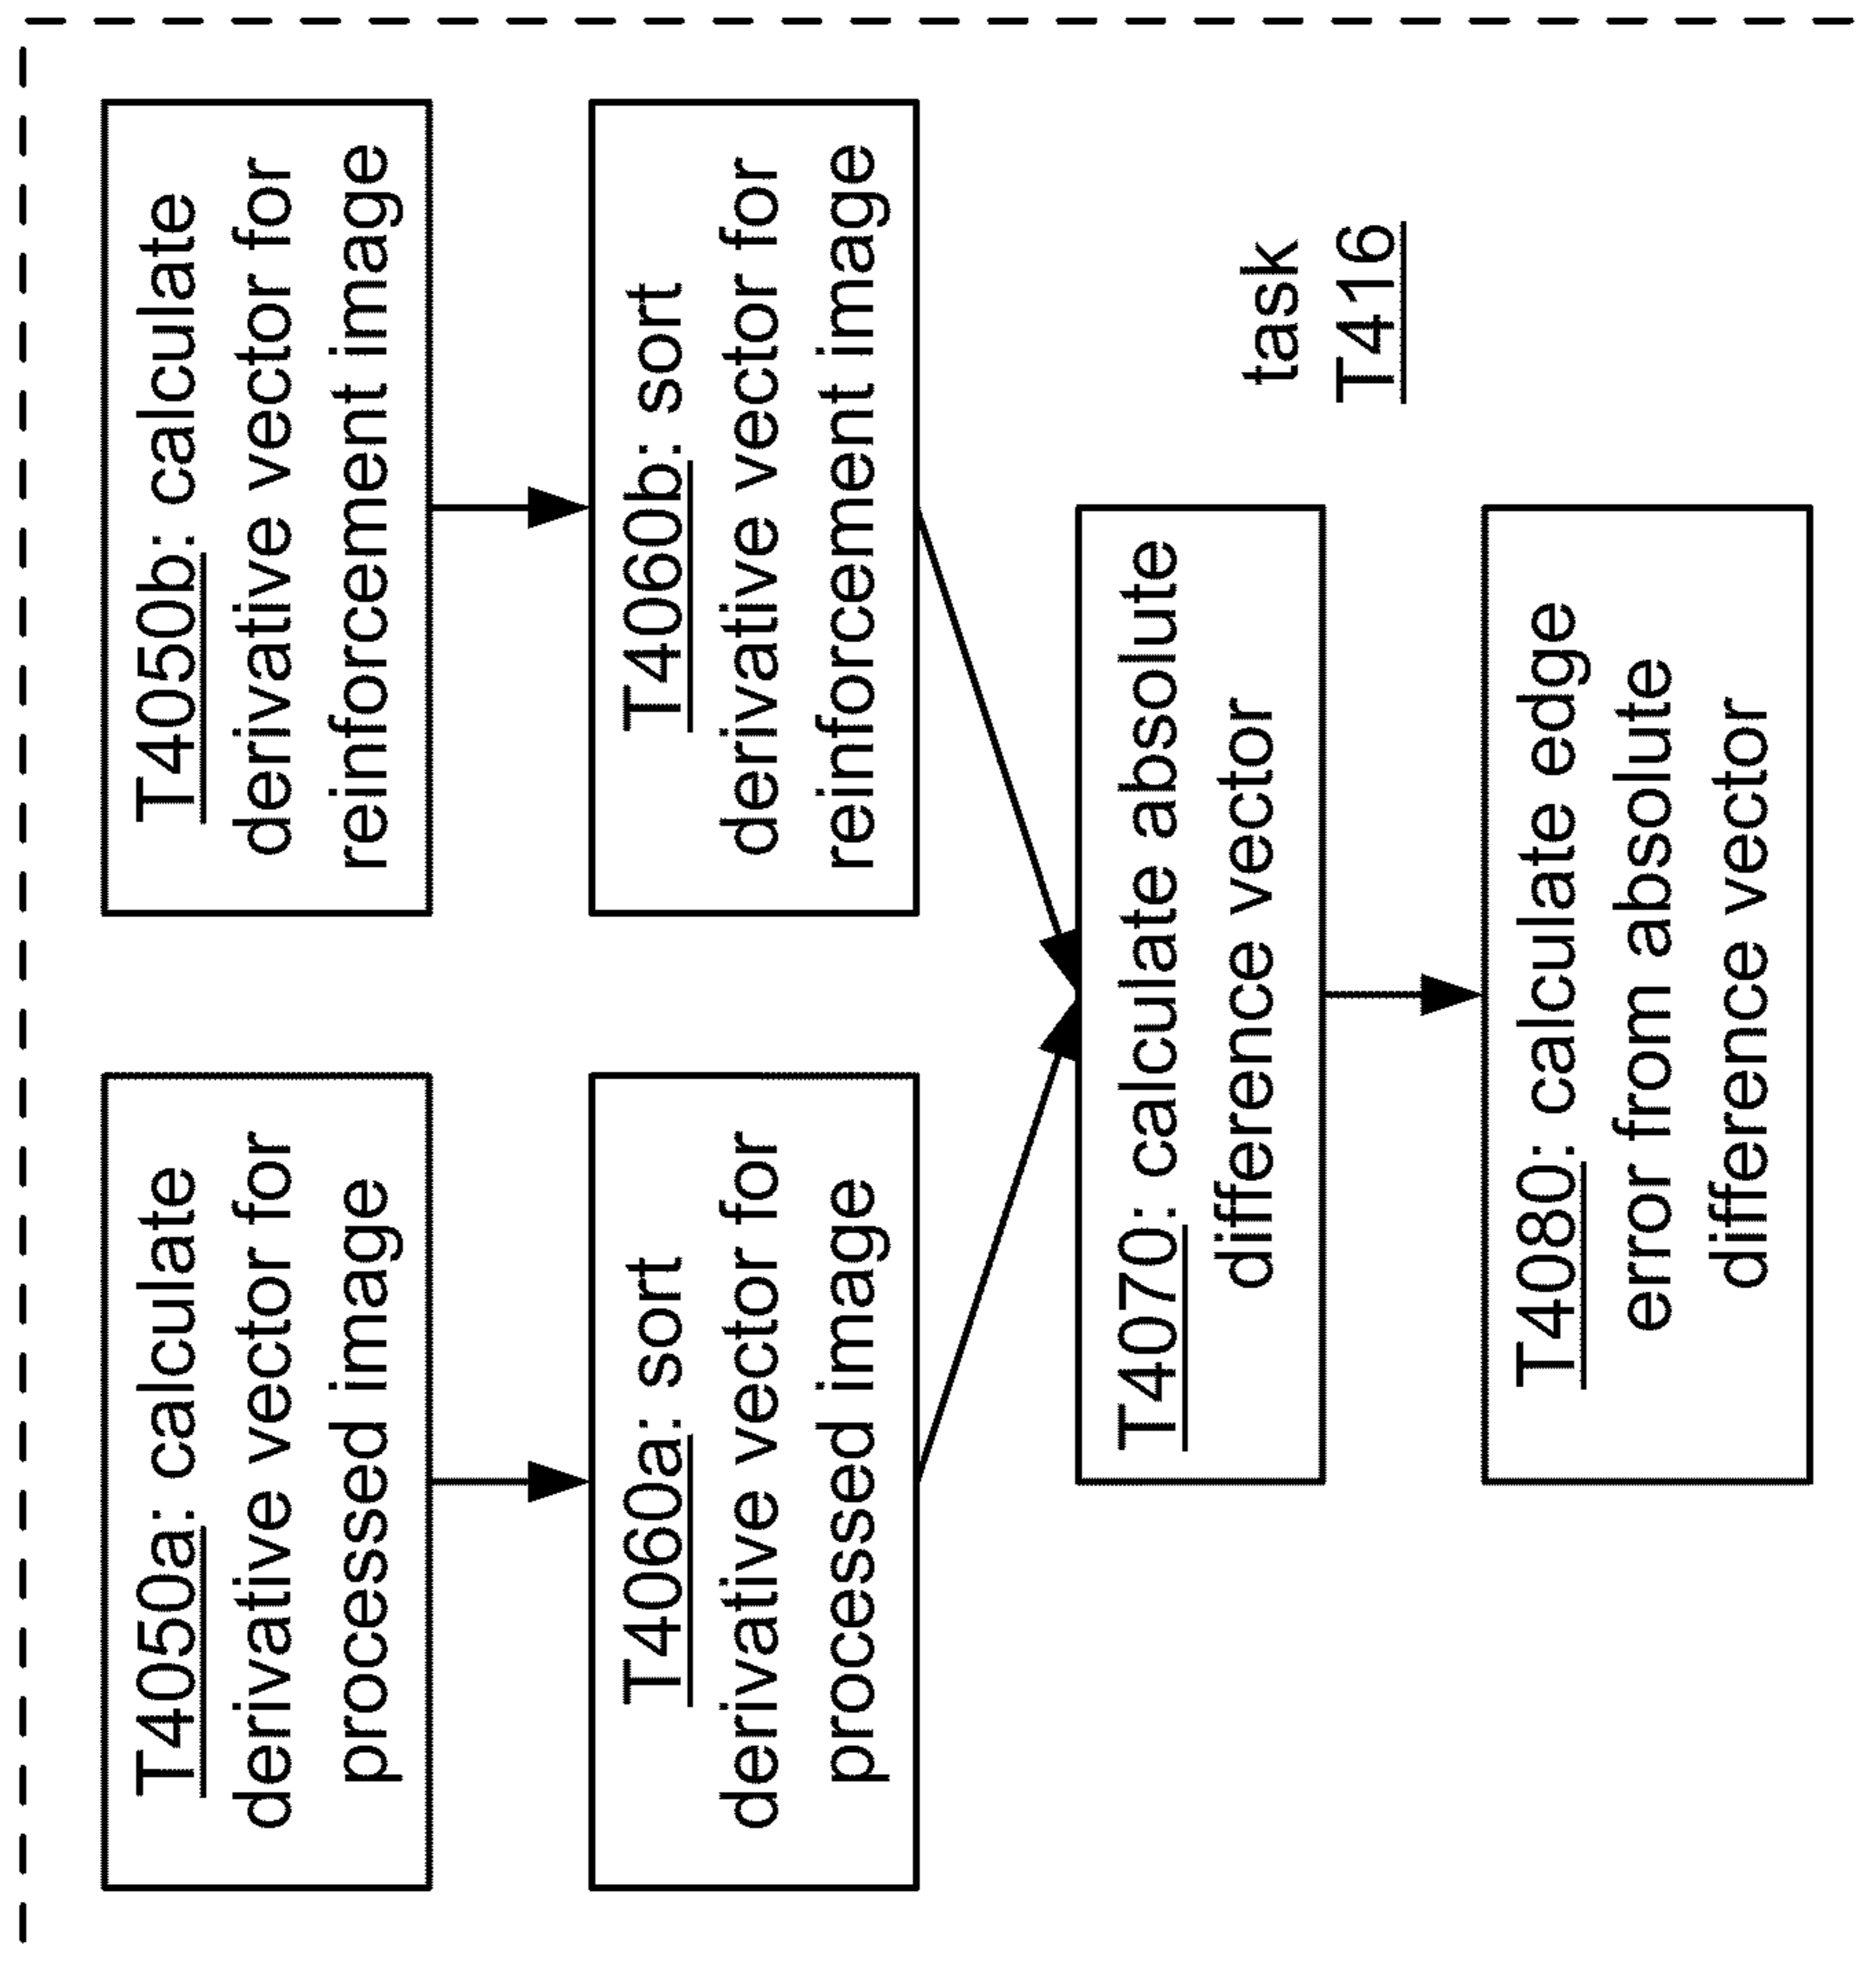 T4050a: calculate
derivative vector for
processed image
T4050b: calculate
derivative vector for
reinforcement image
T4060a: sort
derivative vector for
processed image
T4060b: sort
derivative vector for
reinforcement image
T4070: calculate absolute
difference vector
task
T416
T4080: calculate edge
error from absolute
difference vector